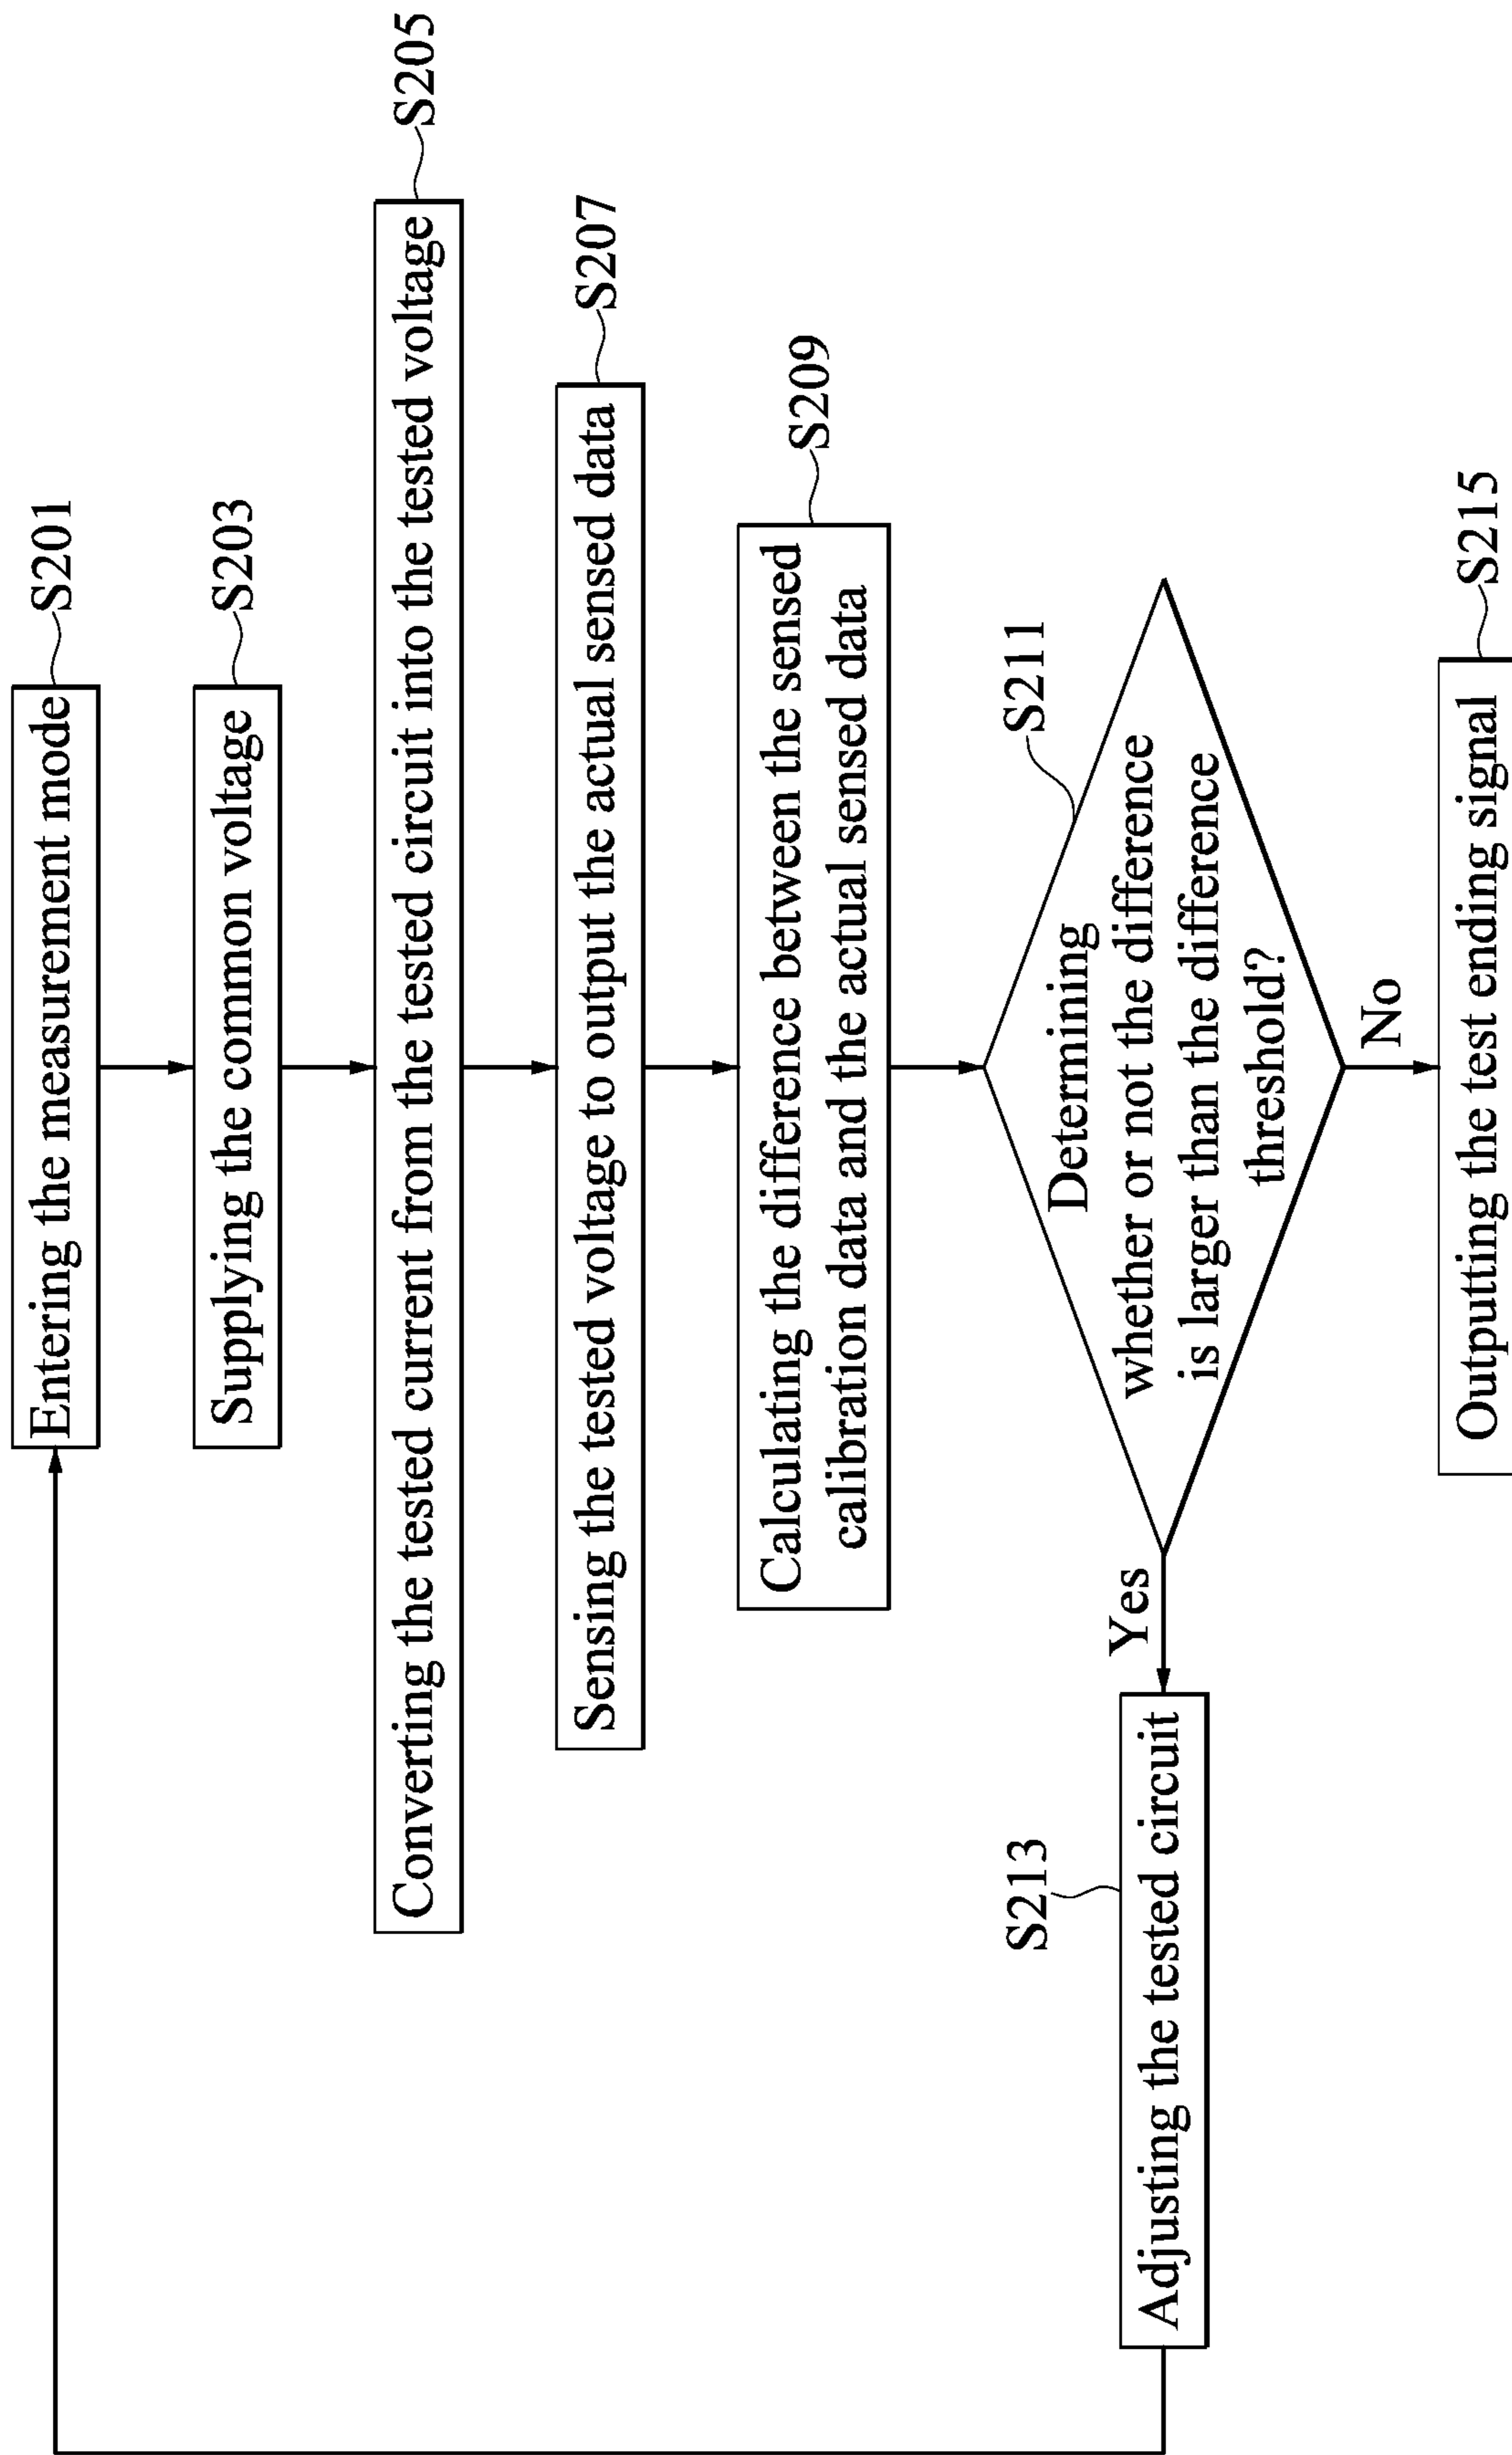 Entering the measurement mode
S201
Supplying the common voltage
S203
Converting the tested current from the tested circuit into the tested voltage
S205
Sensing the tested voltage to output the actual sensed data
S207
Calculating the difference between the sensed
calibration data and the actual sensed data
S209
Determining
whether or not the difference
is larger than the difference
threshold?
S211
Yes
Adjusting the tested circuit
S213
No
Outputting the test ending signal
S215